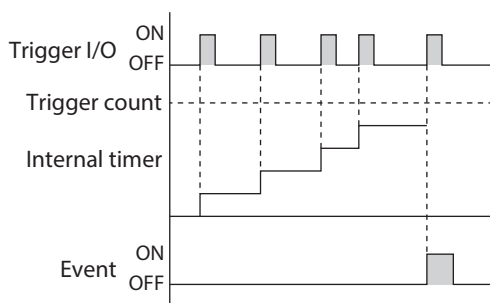 ON
Trigger I/O
OFF
Trigger count
Internal timer
ON
Event
OFF